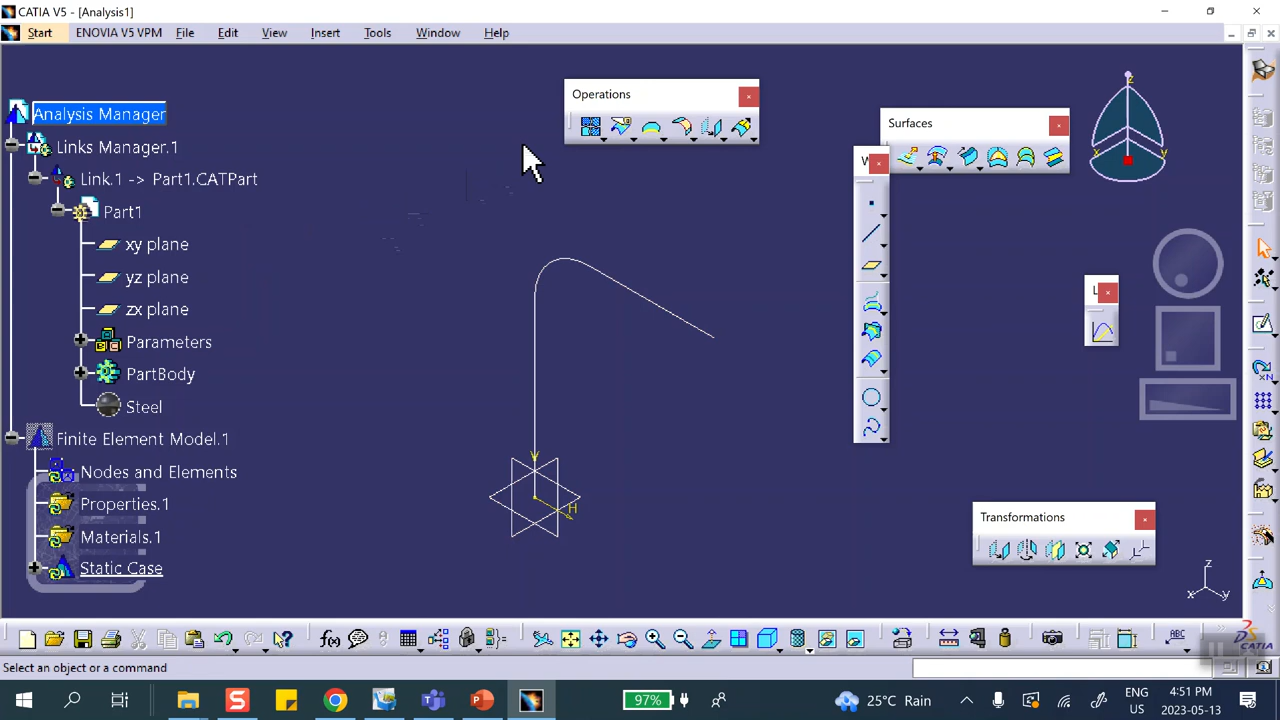 CATIA V5 - [Analysis1]
Start ENOVIA V5 VPM File Edit View Insert Tools Window Help
Analysis Manager
Links Manager.1
Link.1 -> Part1.CATPart
Part1
xy plane
yz plane
zx plane
Parameters
PartBody
Steel
Finite Element Model.1
Nodes and Elements
Properties.1
Materials.1
Static Case
Operations
Surfaces
W
L
Transformations
z
x
y
V
H
z
x
y
xN
f(x)
ABC
CATIA
Select an object or a command
97%
25°C Rain
ENG
US
4:51 PM
2023-05-13